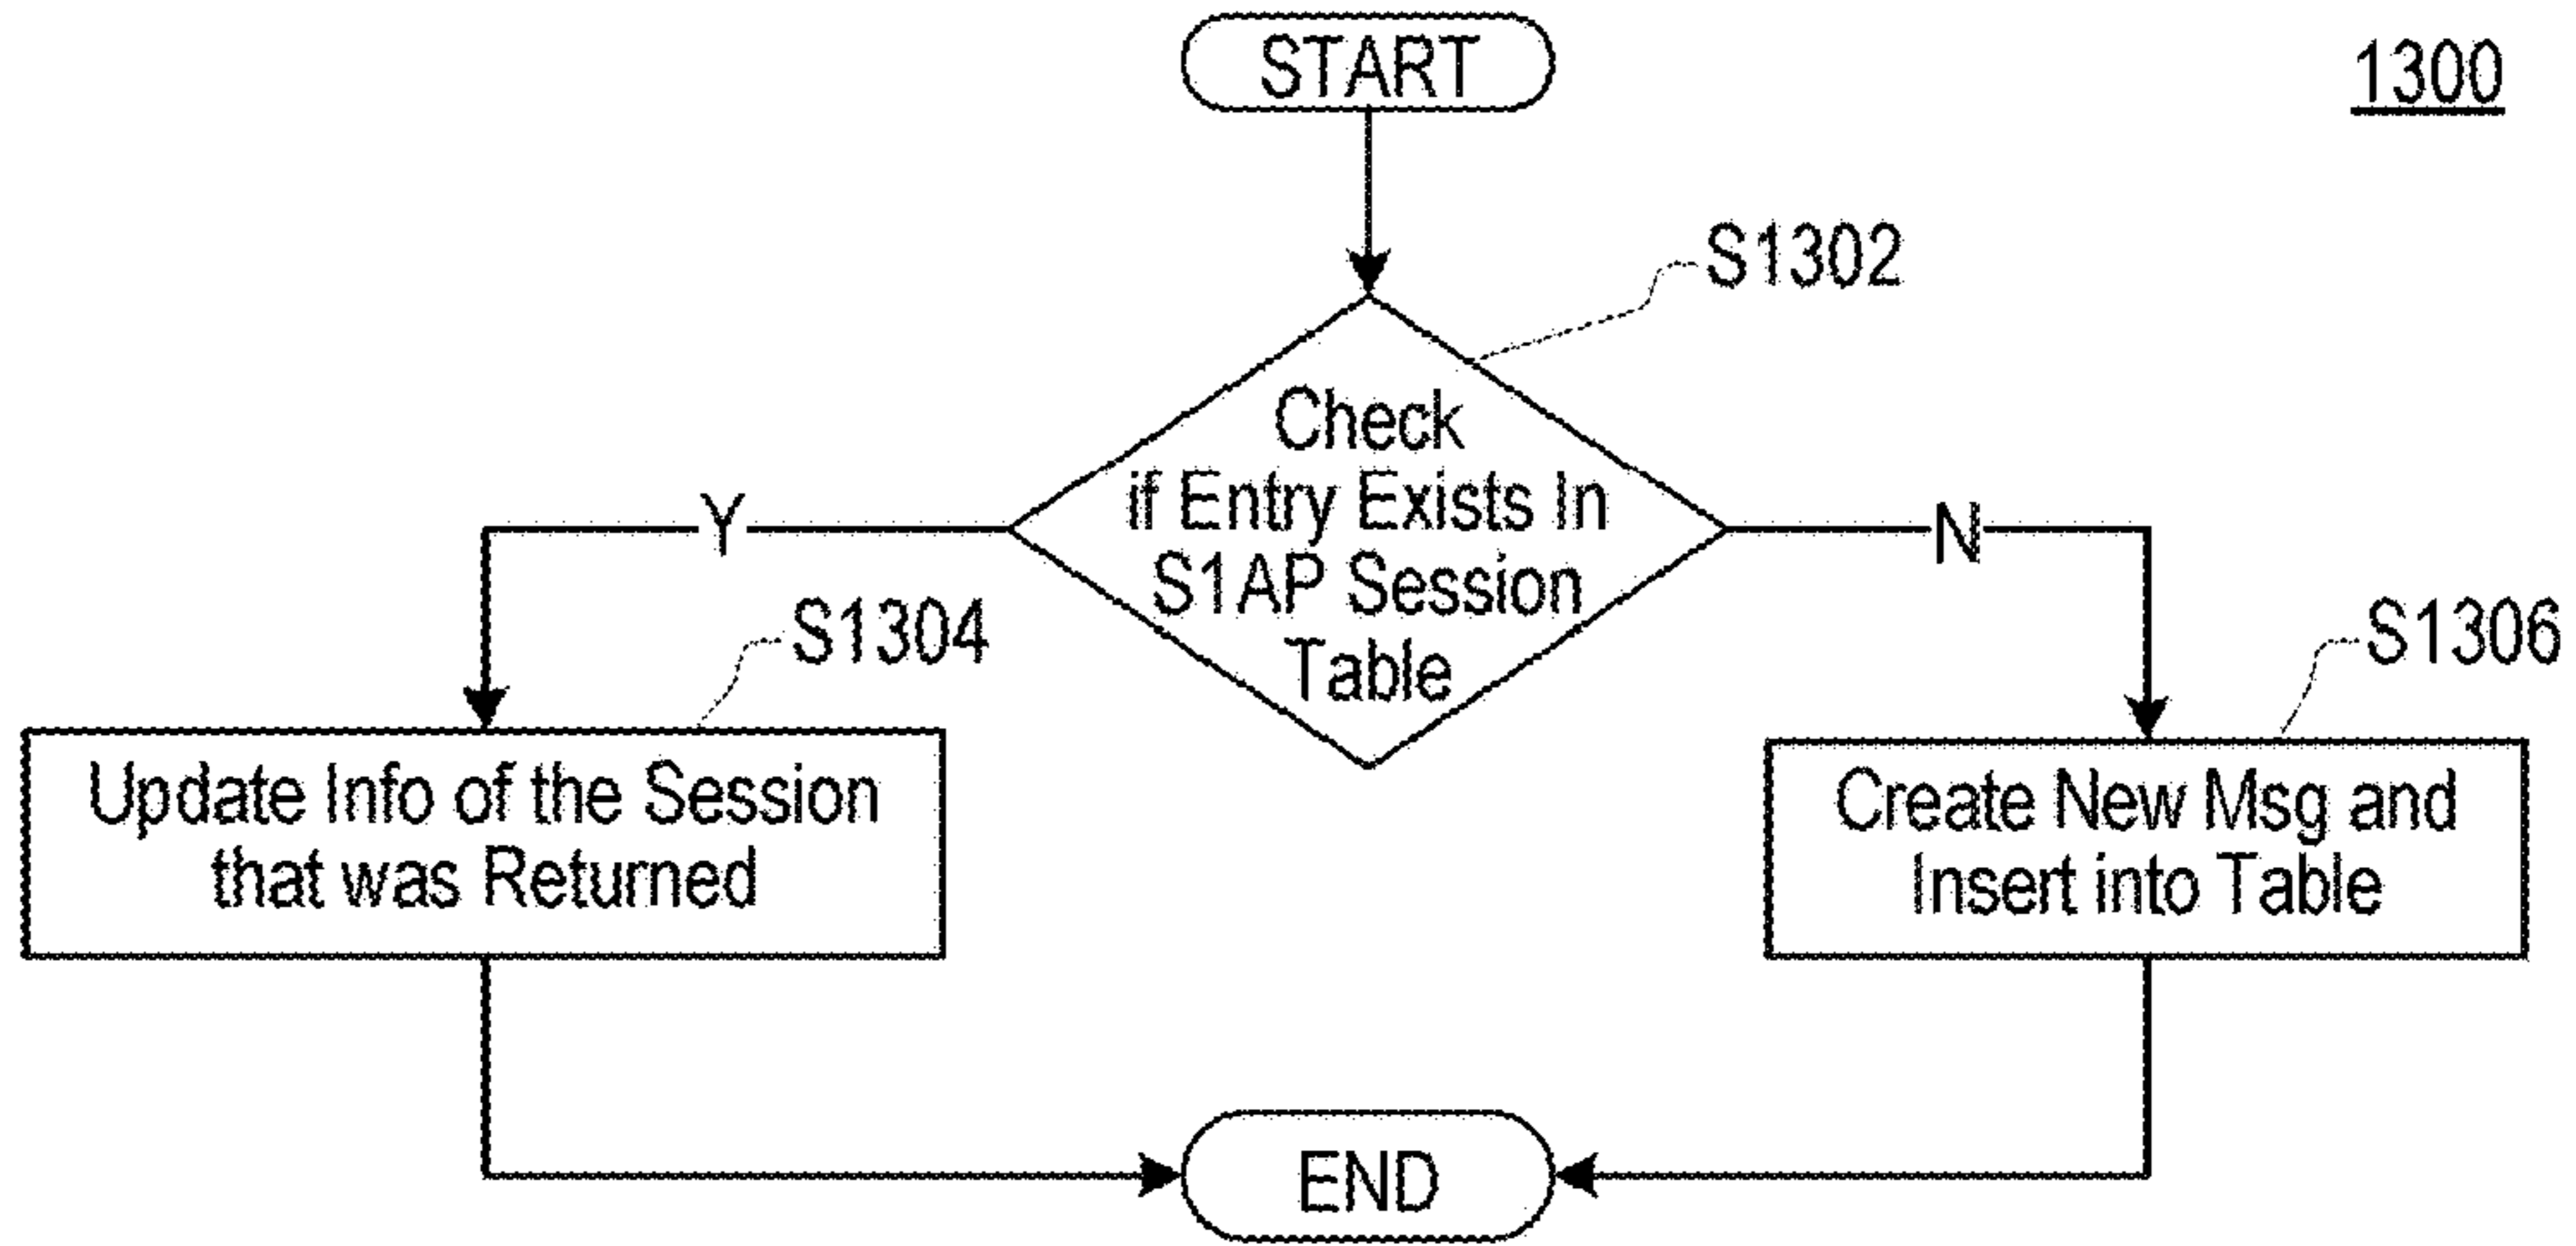 START
1300
S1302
Check
if Entry Exists In
S1AP Session
Table
Y
N
S1304
S1306
Update Info of the Session
that was Returned
Create New Msg and
Insert into Table
END